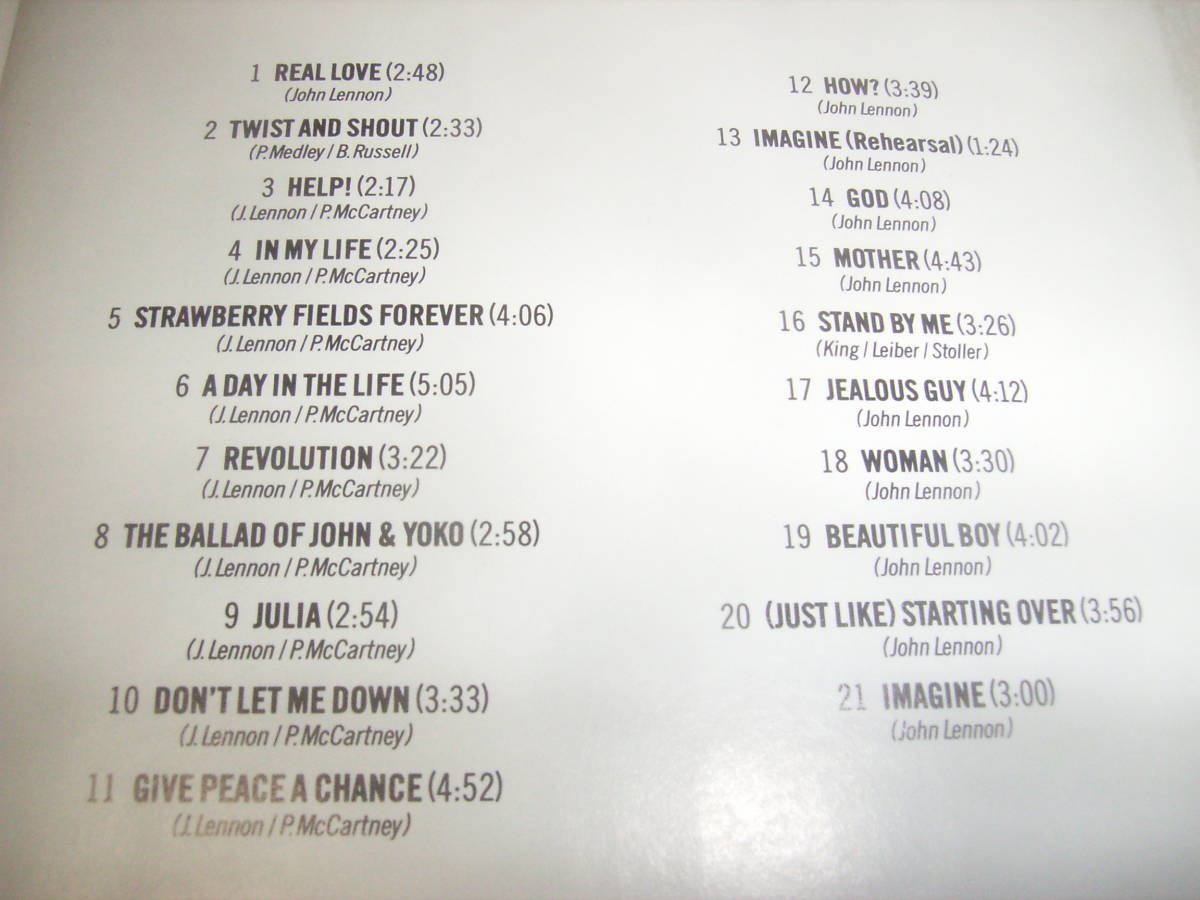 1 REAL LOVE (2:48)
(John Lennon)
2 TWIST AND SHOUT (2:33)
(P. Medley / B. Russell)
3 HELP! (2:17)
(J. Lennon / P. McCartney)
4 IN MY LIFE (2:25)
(J. Lennon / P. McCartney)
5 STRAWBERRY FIELDS FOREVER (4:06)
(J. Lennon / P. McCartney)
6 A DAY IN THE LIFE (5:05)
(J. Lennon / P. McCartney)
7 REVOLUTION (3:22)
(J. Lennon / P. McCartney)
8 THE BALLAD OF JOHN & YOKO (2:58)
(J. Lennon / P. McCartney)
9 JULIA (2:54)
(J. Lennon / P. McCartney)
10 DON'T LET ME DOWN (3:33)
(J. Lennon / P. McCartney)
11 GIVE PEACE A CHANCE (4:52)
(J. Lennon / P. McCartney)
12 HOW? (3:39)
(John Lennon)
13 IMAGINE (Rehearsal) (1:24)
(John Lennon)
14 GOD (4:08)
(John Lennon)
15 MOTHER (4:43)
(John Lennon)
16 STAND BY ME (3:26)
(King / Leiber / Stoller)
17 JEALOUS GUY (4:12)
(John Lennon)
18 WOMAN (3:30)
(John Lennon)
19 BEAUTIFUL BOY (4:02)
(John Lennon)
20 (JUST LIKE) STARTING OVER (3:56)
(John Lennon)
21 IMAGINE (3:00)
(John Lennon)